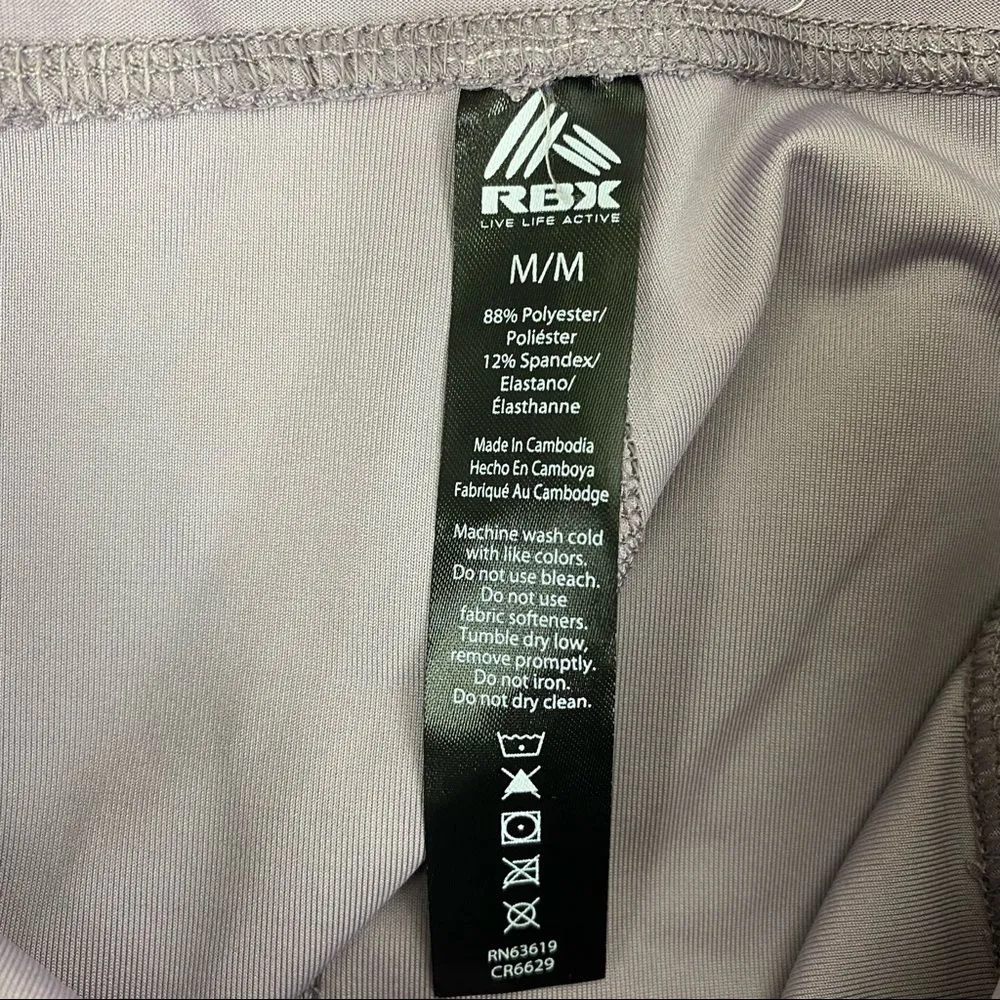 RBX
LIVE LIFE ACTIVE
M/M
88% Polyester/
Poliéster
12% Spandex/
Elastano/
Élasthanne
Made In Cambodia
Hecho En Camboya
Fabriqué Au Cambodge
Machine wash cold
with like colors.
Do not use bleach.
Do not use
fabric softeners.
Tumble dry low,
remove promptly.
Do not iron.
Do not dry clean.
RN63619
CR6629